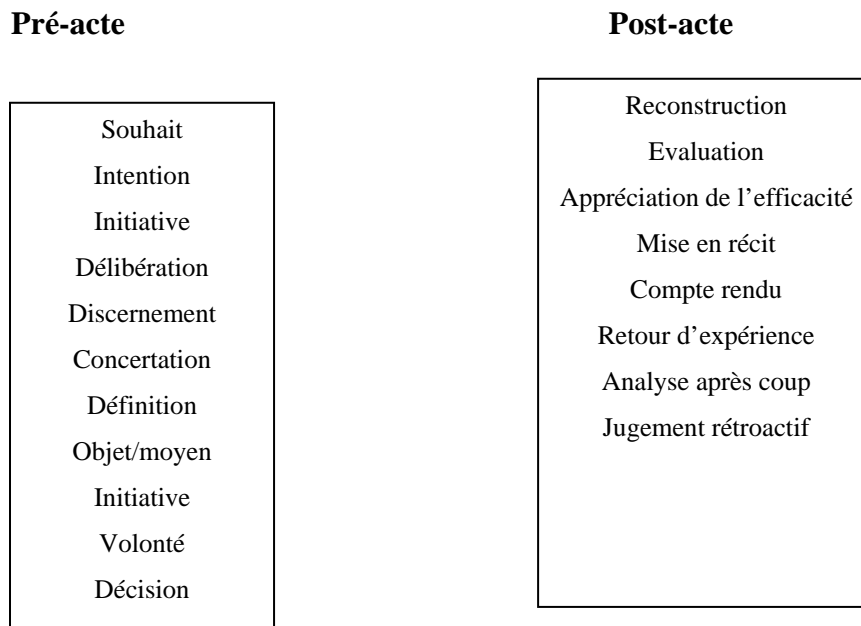 Pré-acte
Post-acte
Souhait
Intention
Initiative
Délibération
Discernement
Concertation
Définition
Objet/moyen
Initiative
Volonté
Décision
Reconstruction
Evaluation
Appréciation de l’efficacité
Mise en récit
Compte rendu
Retour d’expérience
Analyse après coup
Jugement rétroactif